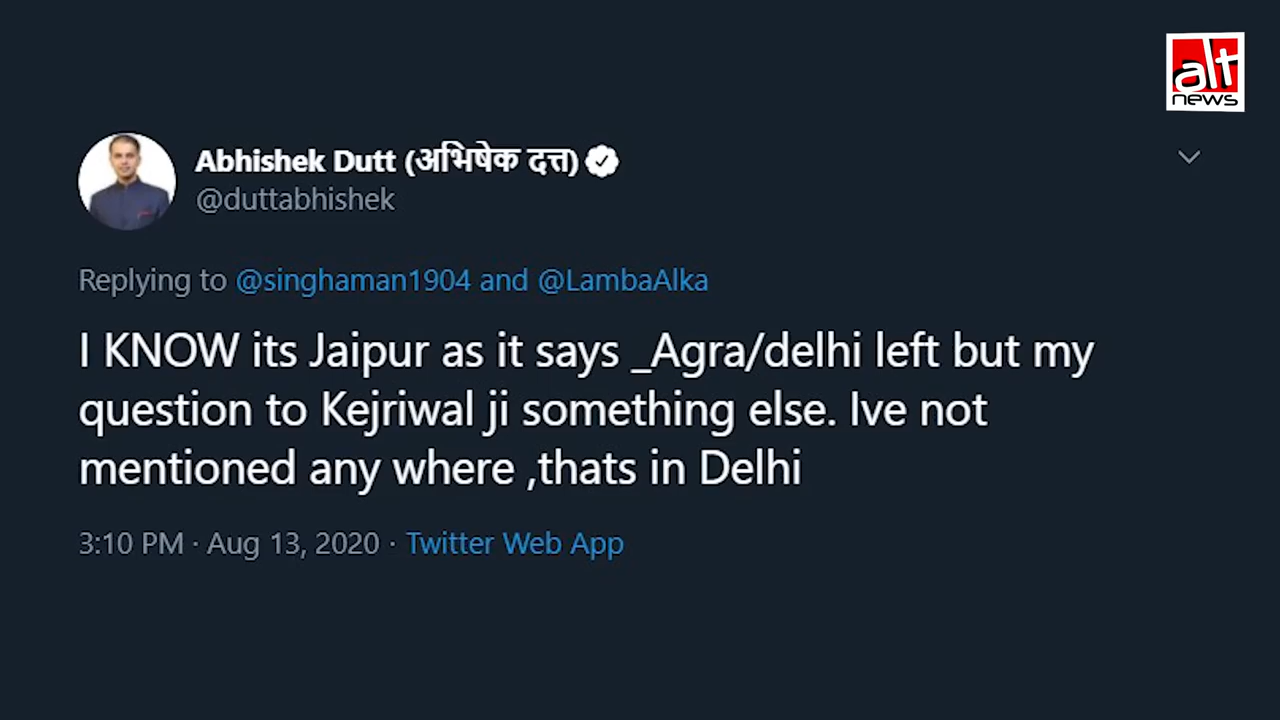 alt
news
Abhishek Dutt (अभिषेक दत्त)
@duttabhishek
Replying to @singhaman1904 and @LambaAlka
I KNOW its Jaipur as it says _Agra/delhi left but my
question to Kejriwal ji something else. Ive not
mentioned any where ,thats in Delhi
3:10 PM · Aug 13, 2020 · Twitter Web App